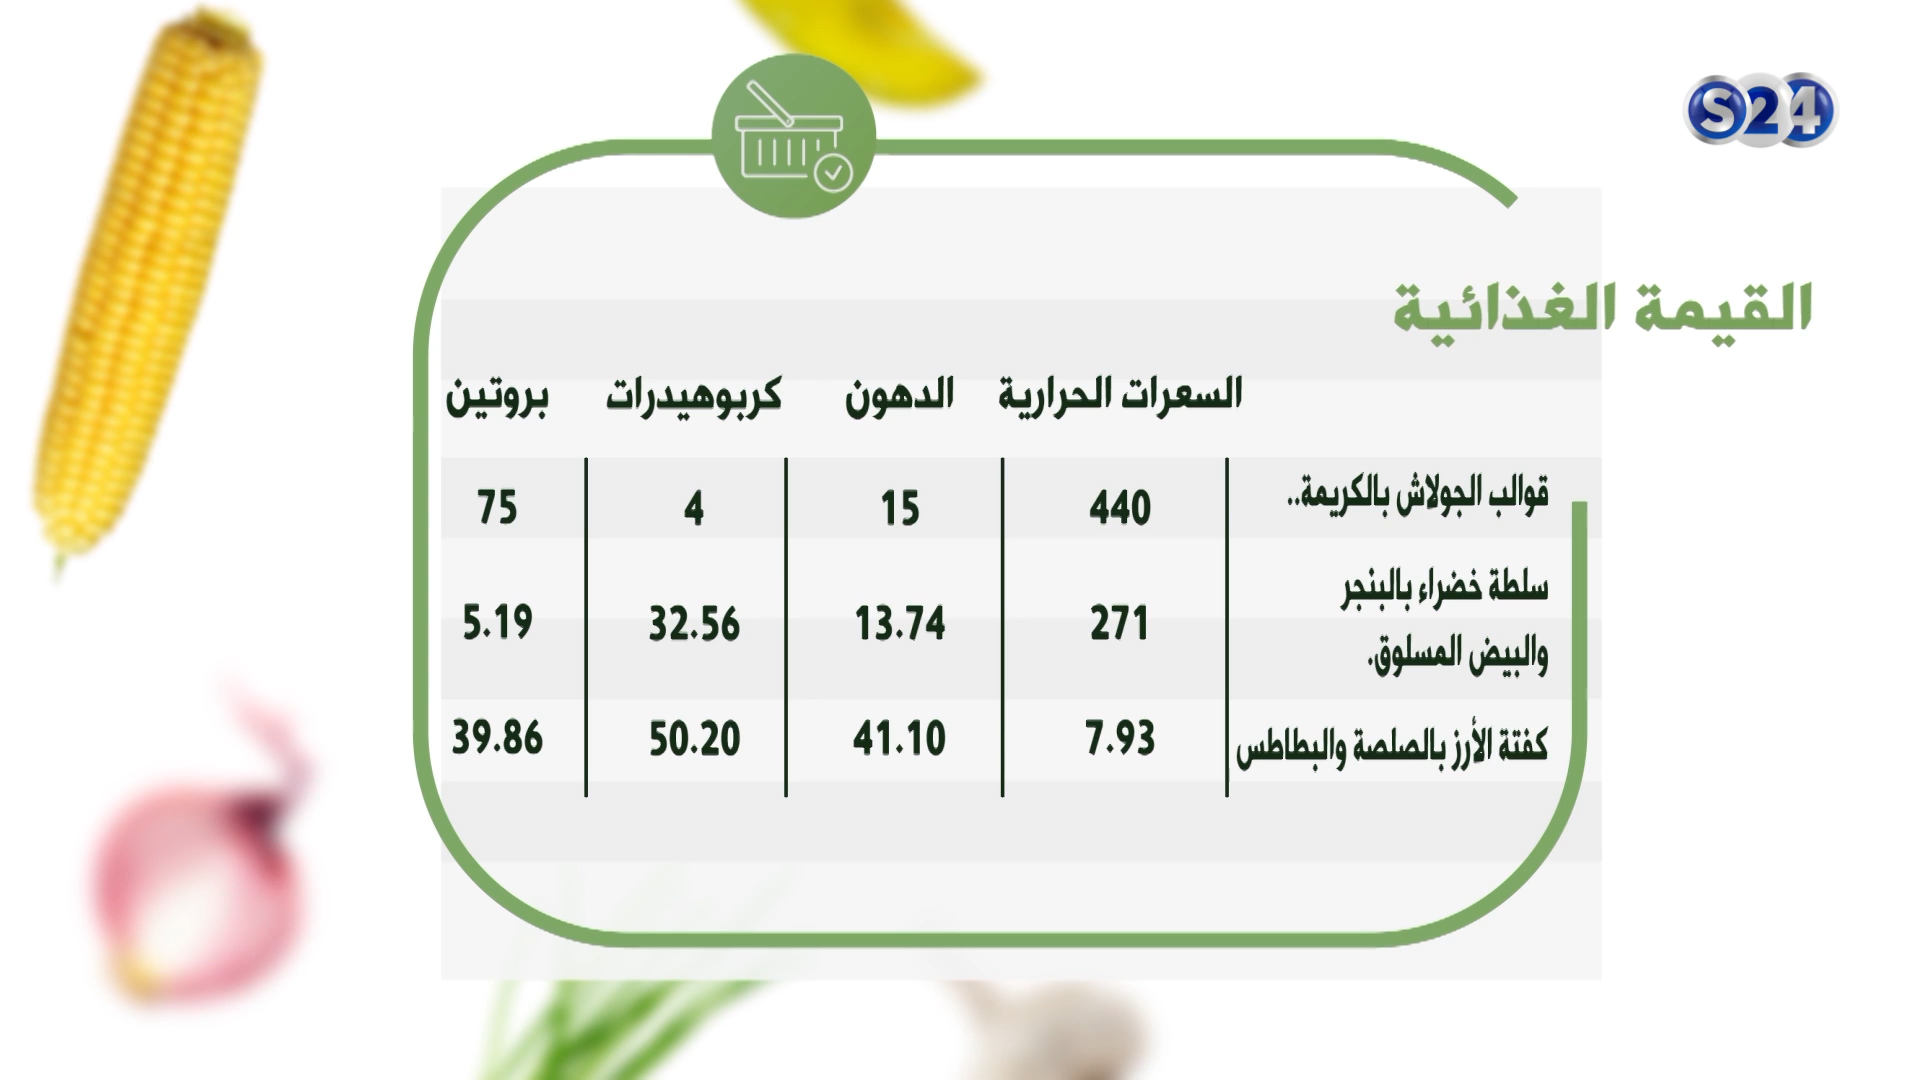 S24
القيمة الغذائية
السعرات الحرارية الدهون كربوهيدرات بروتين
قوالب الجولاش بالكريمة.. 440 15 4 75
سلطة خضراء بالبنجر
والبيض المسلوق. 271 13.74 32.56 5.19
كفتة الأرز بالصلصة والبطاطس 7.93 41.10 50.20 39.86